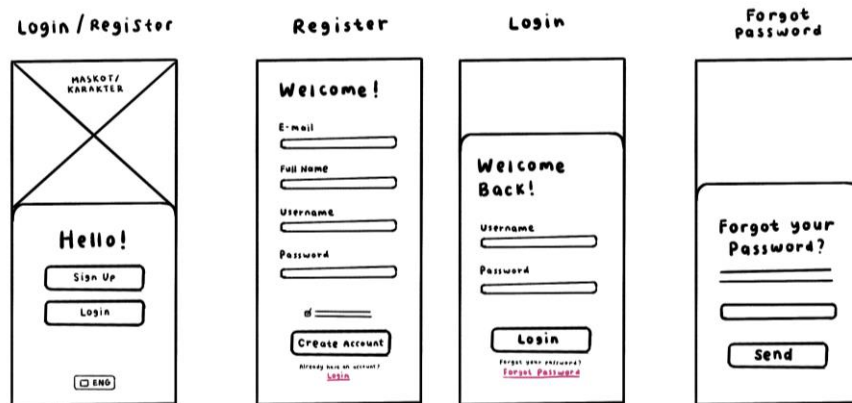 Login / Register
MASKOT/
KARAKTER
Hello!
Sign Up
Login
ENG
Register
Welcome!
E-mail
Full Name
Username
Password
Create Account
Already have an account?
Login
Login
Welcome
Back!
Username
Password
Login
Forgot your password?
Forgot Password
Forgot
Password
Forgot your
Password?
Send